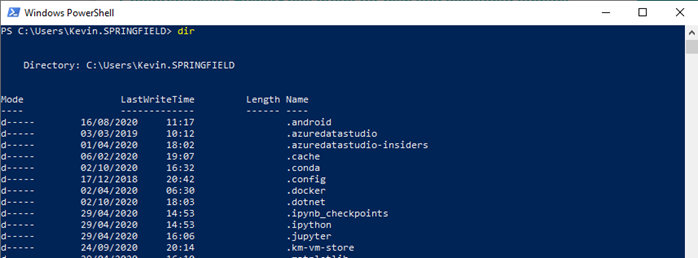 Windows PowerShell
PS C:\Users\Kevin.SPRINGFIELD> dir
Directory: C:\Users\Kevin.SPRINGFIELD
Mode LastWriteTime Length Name
---- ------------- ------ ----
d----- 16/08/2020 11:17 .android
d----- 03/03/2019 10:12 .azuredatastudio
d----- 01/04/2020 18:02 .azuredatastudio-insiders
d----- 06/02/2020 19:07 .cache
d----- 02/10/2020 16:32 .conda
d----- 17/12/2018 20:42 .config
d----- 02/04/2020 06:30 .docker
d----- 02/10/2020 18:03 .dotnet
d----- 29/04/2020 14:53 .ipynb_checkpoints
d----- 29/04/2020 14:53 .ipython
d----- 29/04/2020 16:06 .jupyter
d----- 24/09/2020 20:14 .km-vm-store